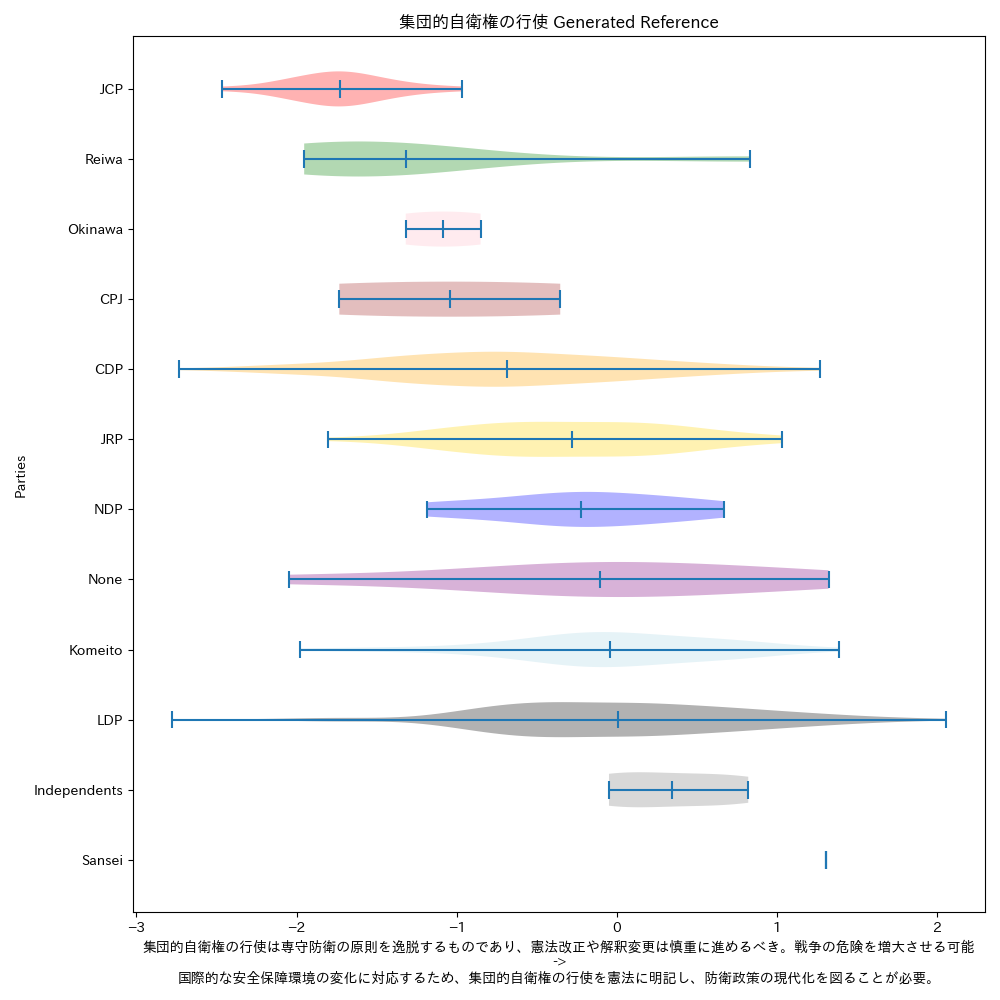 集団的自衛権の行使 Generated Reference
JCP
Reiwa
Okinawa
CPJ
CDP
JRP
Parties
NDP
None
Komeito
LDP
Independents
Sansei
−3 −2 −1 0 1 2
集団的自衛権の行使は専守防衛の原則を逸脱するものであり、憲法改正や解釈変更は慎重に進めるべき。戦争の危険を増大させる可能
->
国際的な安全保障環境の変化に対応するため、集団的自衛権の行使を憲法に明記し、防衛政策の現代化を図ることが必要。